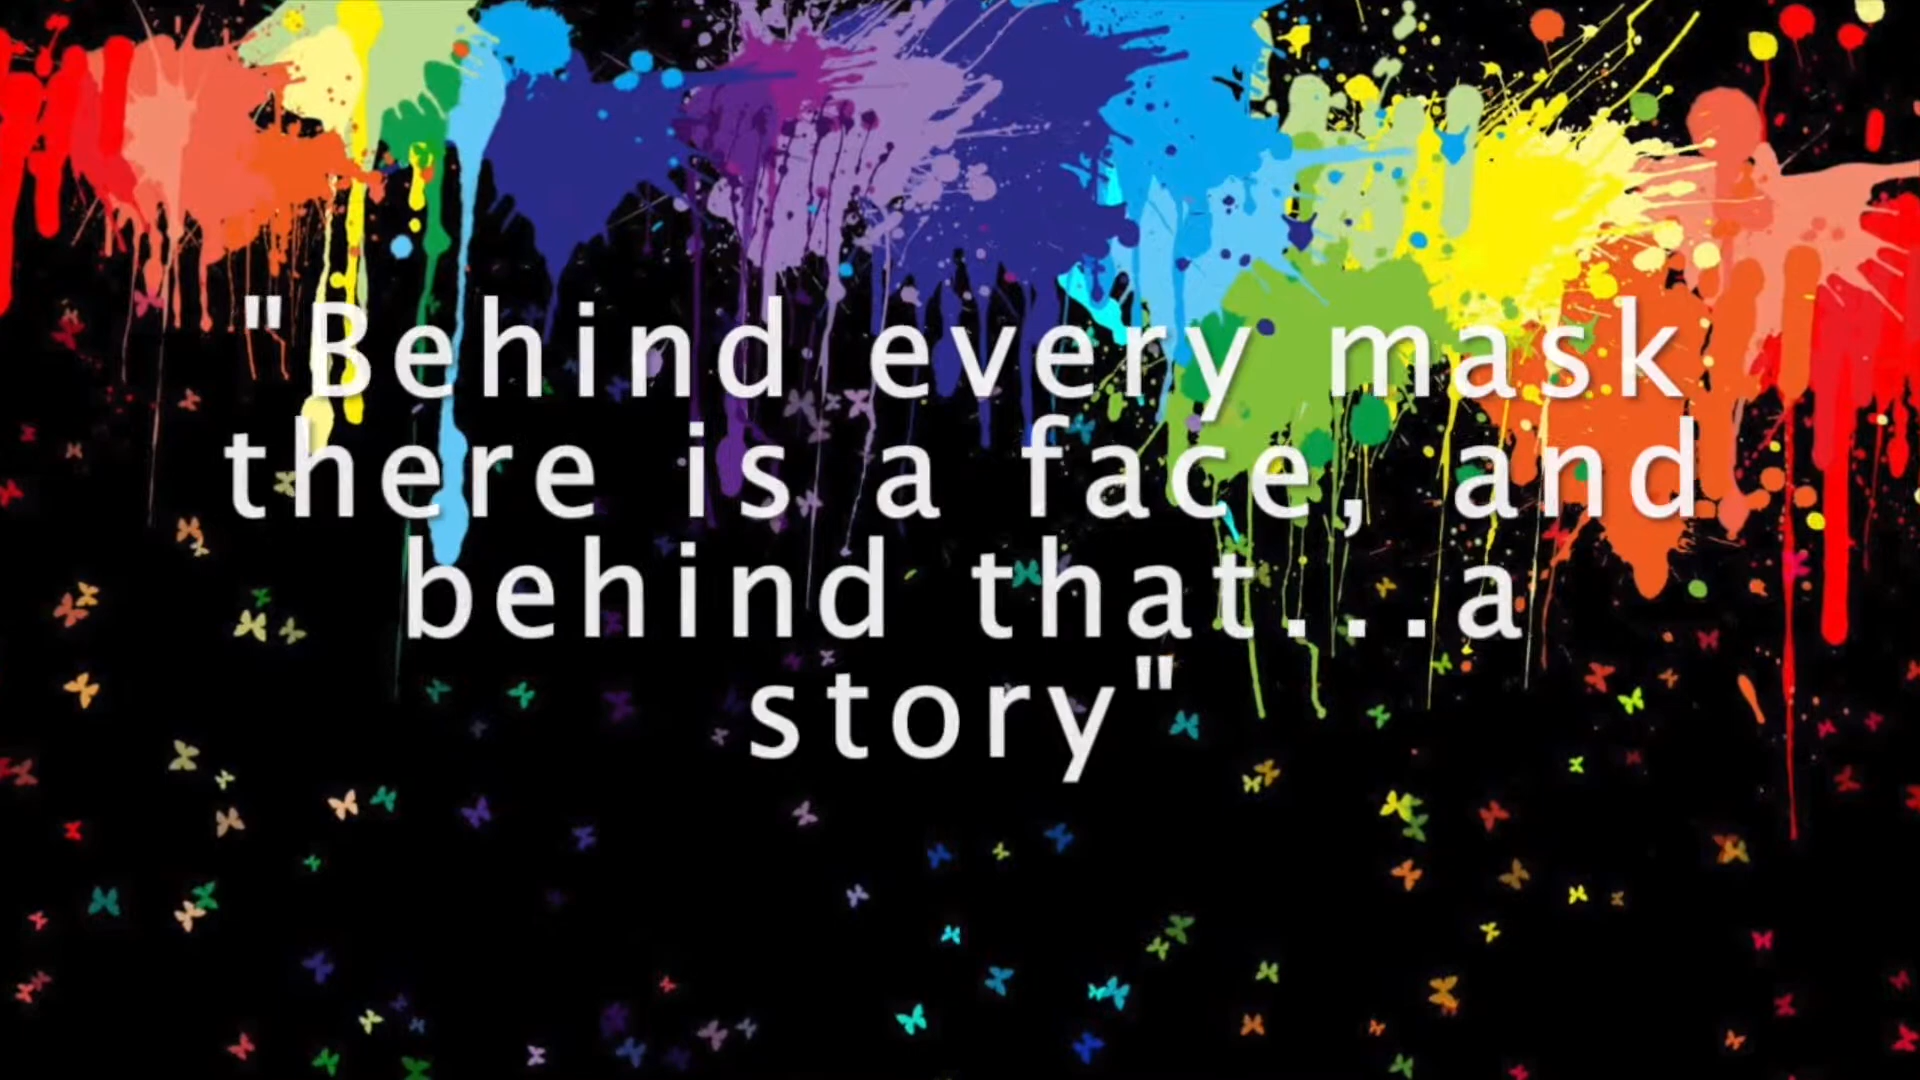 "Behind every mask
there is a face, and
behind that...a
story"